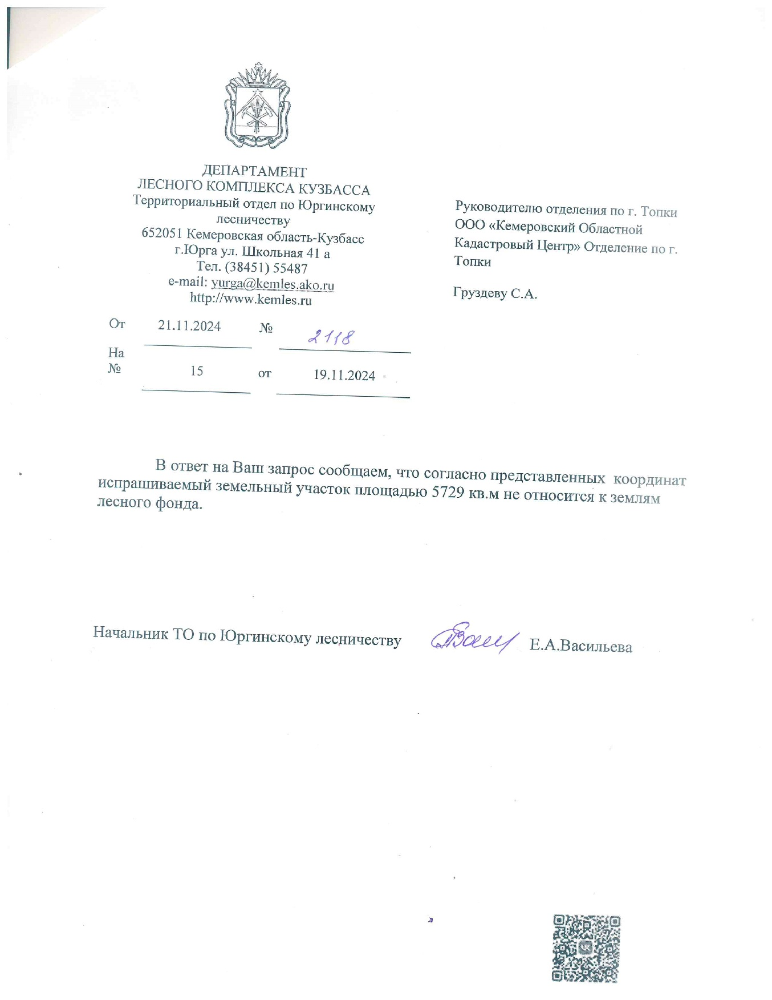 ДЕПАРТАМЕНТ
ЛЕСНОГО КОМПЛЕКСА КУЗБАССА
Территориальный отдел по Юргинскому
лесничеству
652051 Кемеровская область-Кузбасс
г.Юрга ул. Школьная 41 а
Тел. (38451) 55487
e-mail: yurga@kemles.ako.ru
http://www.kemles.ru
От 21.11.2024 № 2118
На
№ 15 от 19.11.2024
Руководителю отделения по г. Топки
ООО «Кемеровский Областной
Кадастровый Центр» Отделение по г.
Топки
Груздеву С.А.
В ответ на Ваш запрос сообщаем, что согласно представленных координат
испрашиваемый земельный участок площадью 5729 кв.м не относится к землям
лесного фонда.
Начальник ТО по Юргинскому лесничеству Е.А.Васильева